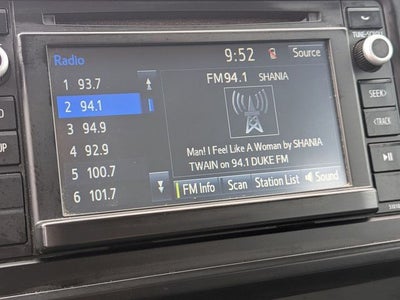 Radio 9:52 Source
FM94.1 SHANIA
1 93.7
2 94.1
3 94.9
4 92.9
5 100.7
6 101.7
Man! I Feel Like A Woman by SHANIA
TWAIN on 94.1 DUKE FM
FM Info Scan Station List Sound
TUNE·SCROLL
SEEK>
<TRACK